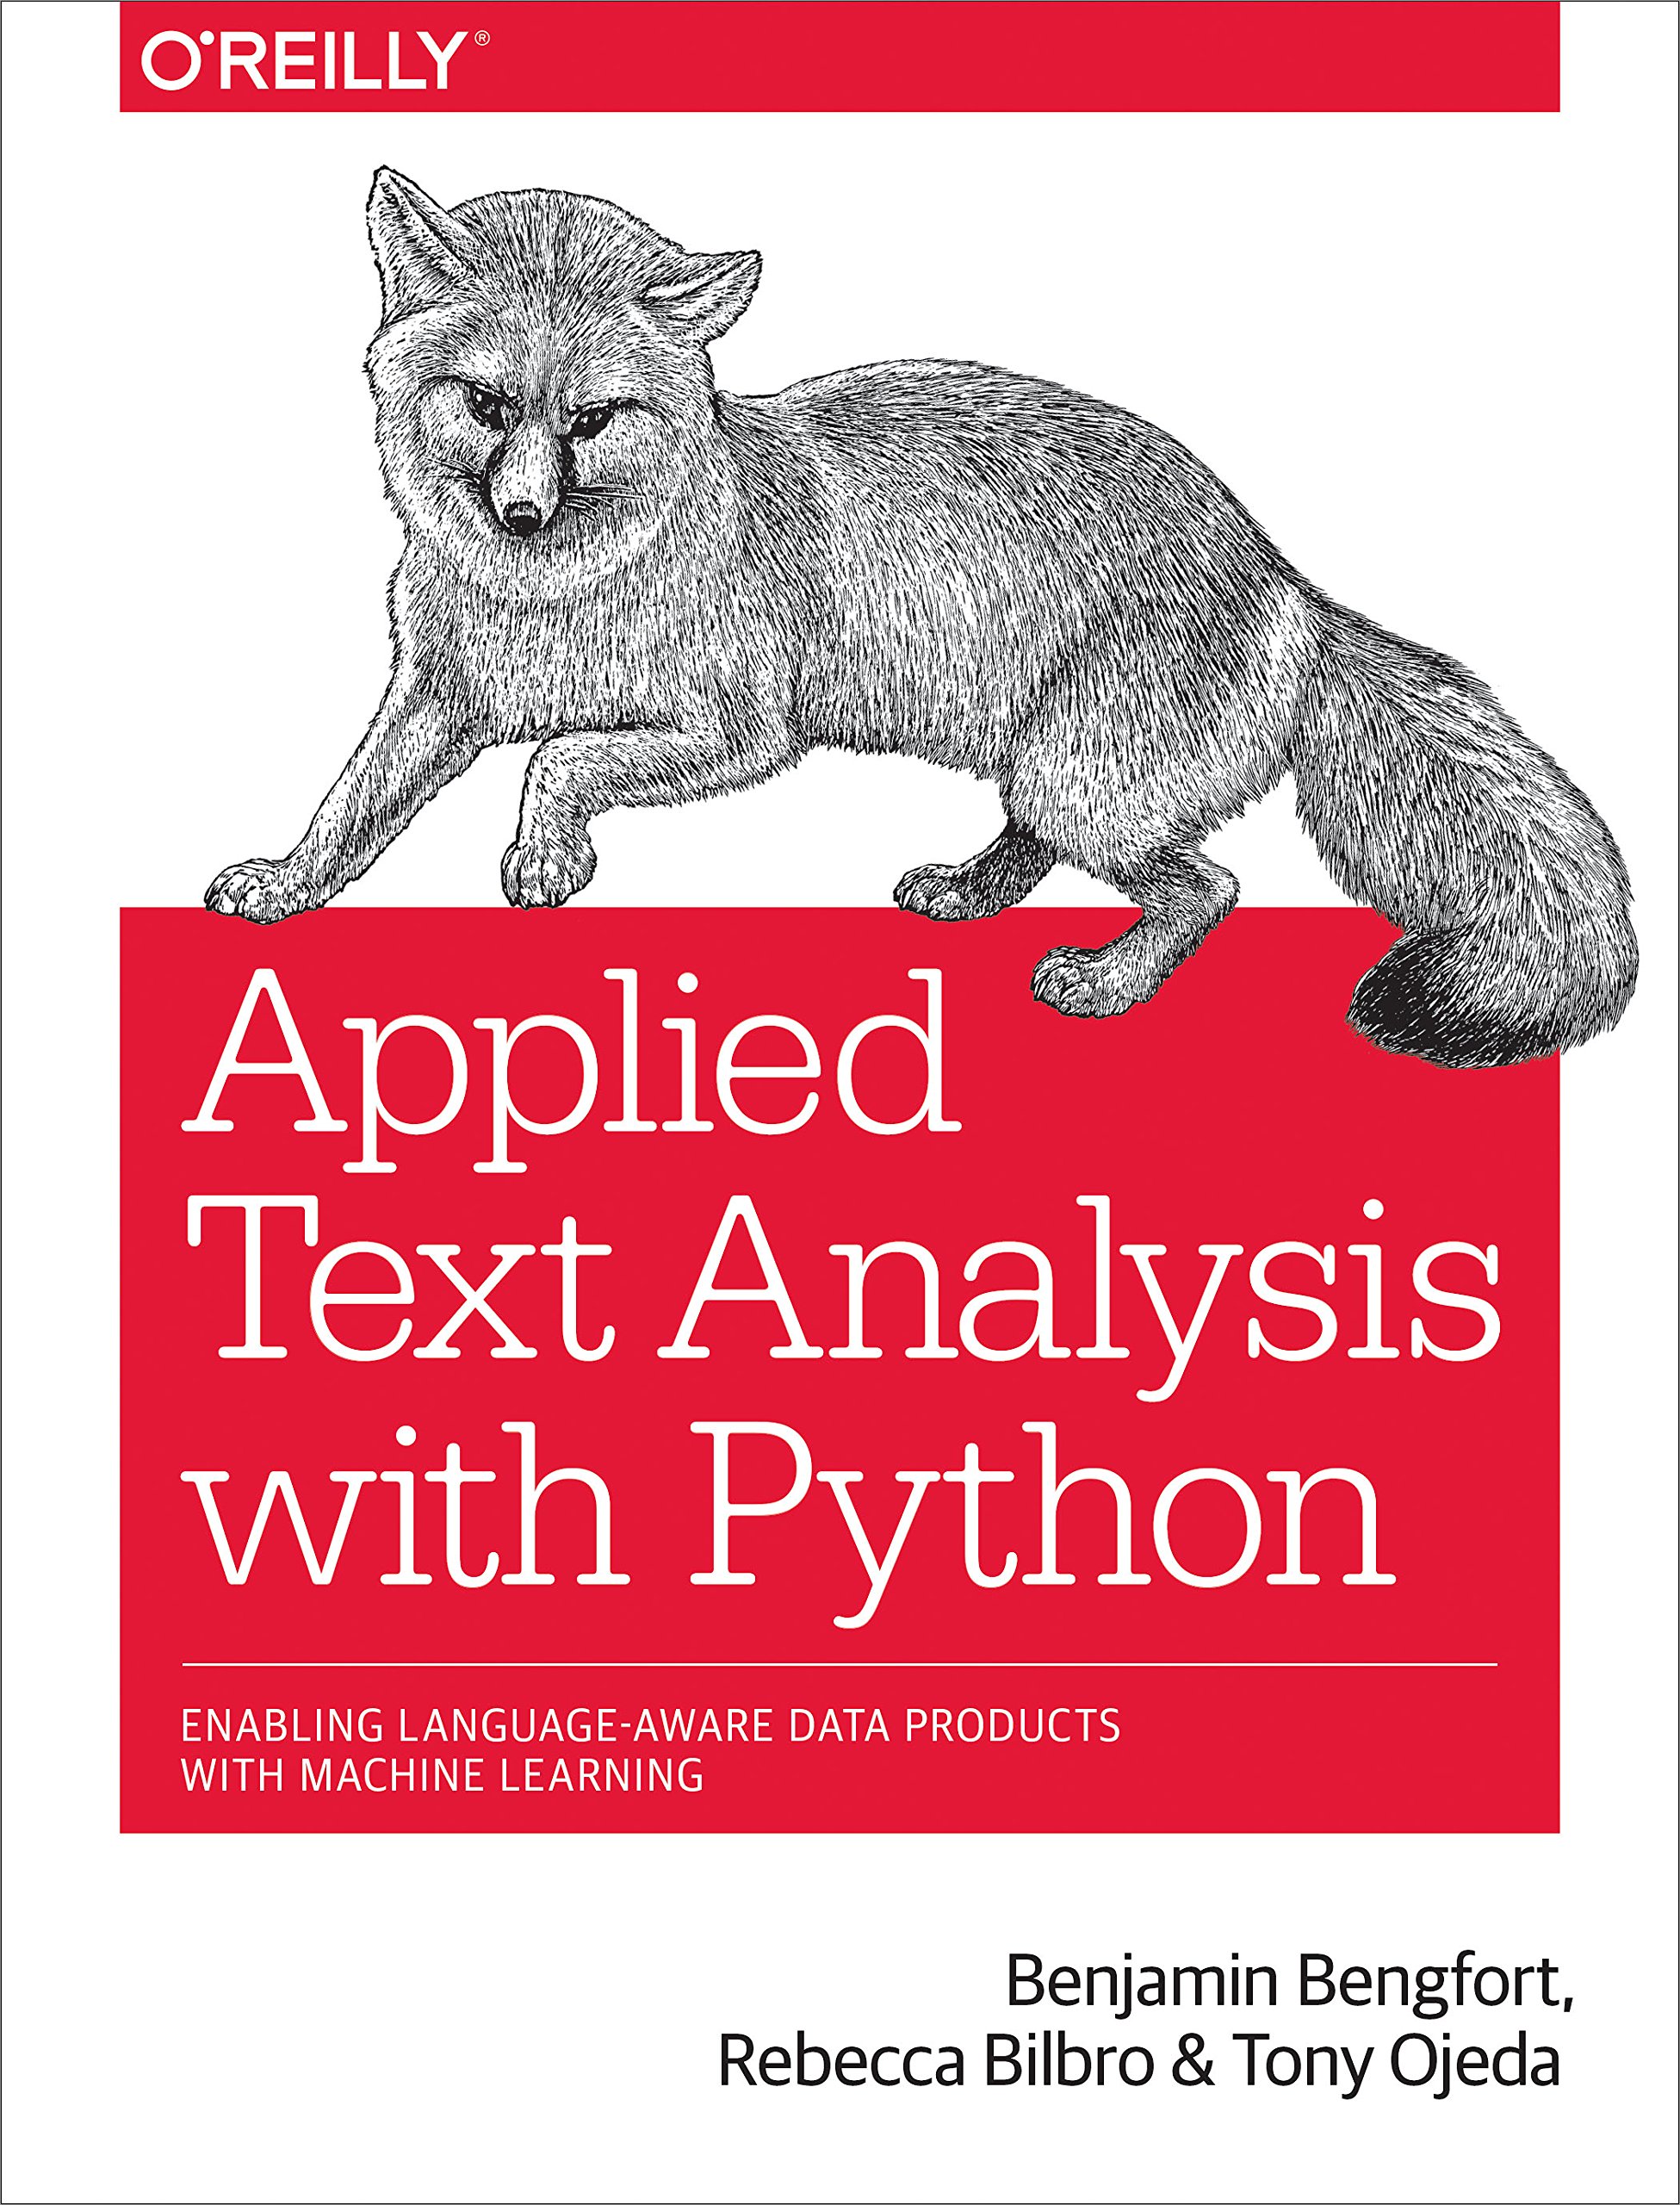 O'REILLY®
Applied
Text Analysis
with Python
ENABLING LANGUAGE-AWARE DATA PRODUCTS
WITH MACHINE LEARNING
Benjamin Bengfort,
Rebecca Bilbro & Tony Ojeda